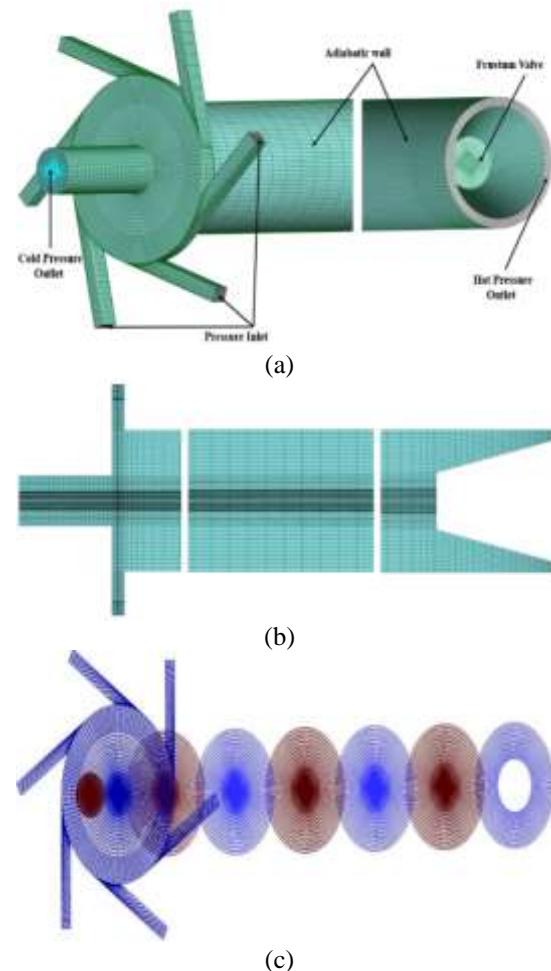 Adiabatic wall
Frustum Valve
Cold Pressure
Outlet
Hot Pressure
Outlet
Pressure Inlet
(a)
(b)
(c)